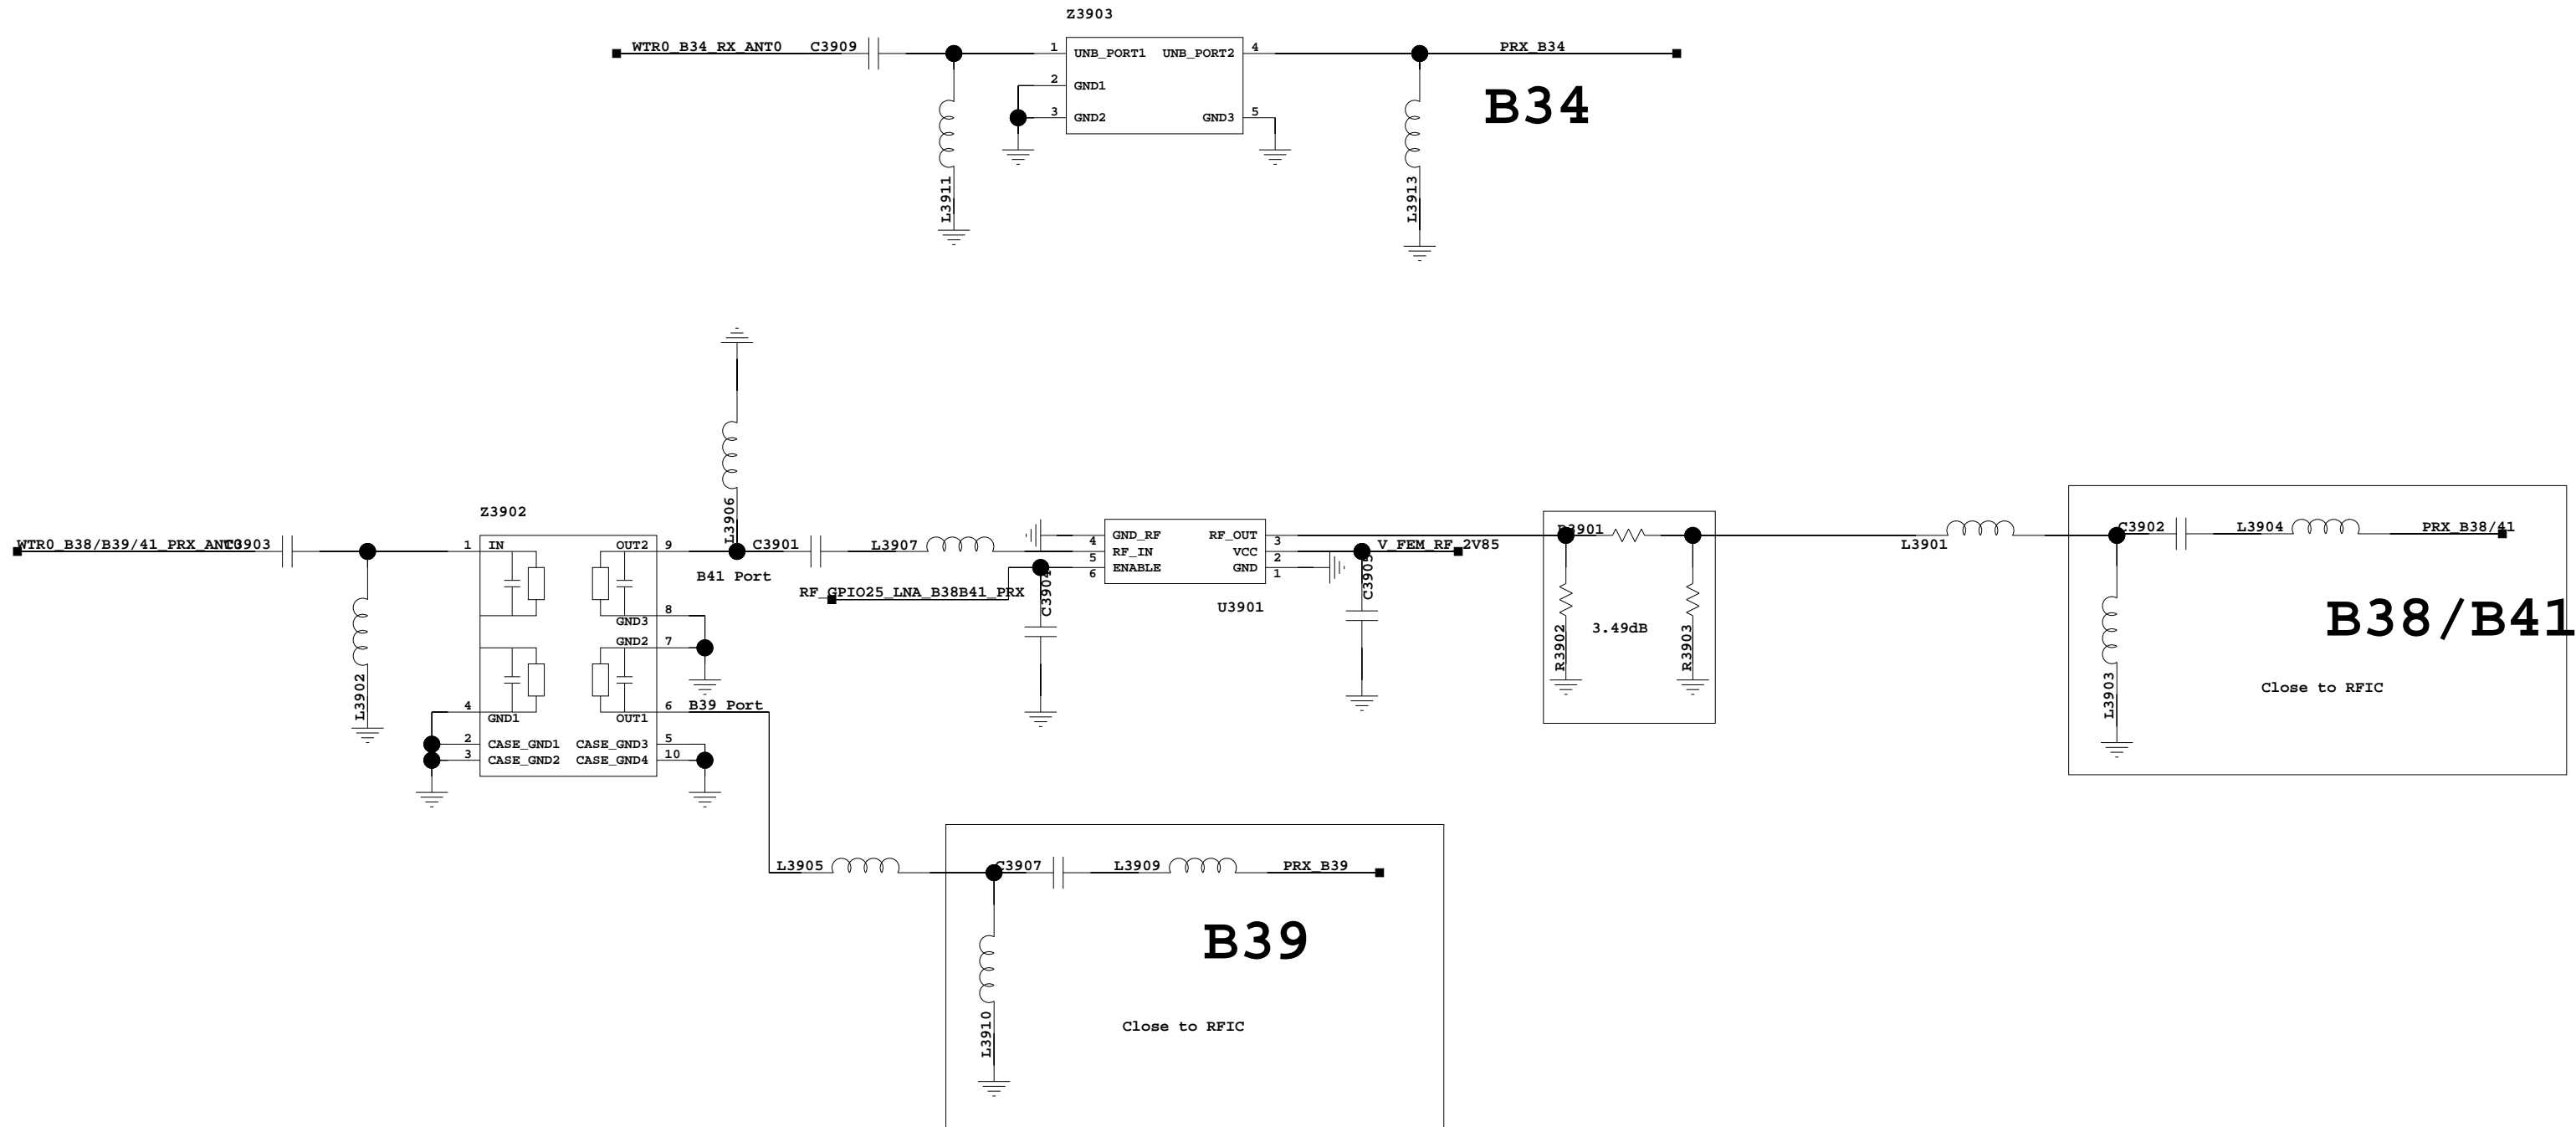 Z3903
WTR0_B34_RX_ANT0
C3909
1
UNB_PORT1
UNB_PORT2
4
PRX_B34
2
GND1
3
GND2
GND3
5
B34
L3911
L3913
L3906
Z3902
WTR0_B38/B39/41_PRX_ANT0
C3903
1
IN
OUT2
9
C3901
L3907
B41 Port
4
GND_RF
RF_OUT
3
5
RF_IN
VCC
2
6
ENABLE
GND
1
V_FEM_RF_2V85
RF_GPIO25_LNA_B38B41_PRX
C3904
C3905
U3901
R3901
R3902
3.49dB
R3903
L3901
C3902
L3904
PRX_B38/41
B38/B41
L3903
Close to RFIC
8
GND3
GND2
7
L3902
4
GND1
OUT1
6
B39 Port
2
CASE_GND1
CASE_GND3
5
3
CASE_GND2
CASE_GND4
10
L3905
C3907
L3909
PRX_B39
B39
L3910
Close to RFIC